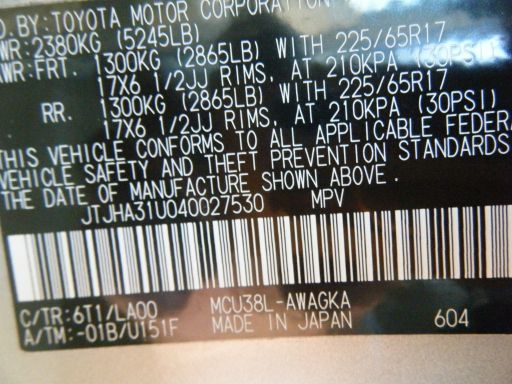 D. BY: TOYOTA MOTOR CORPORATION
WR: 2380KG (5245LB)
WR: FRT. 1300KG (2865LB) WITH 225/65R17
17X6 1/2JJ RIMS, AT 210KPA (30PSI)
RR. 1300KG (2865LB) WITH 225/65R17
17X6 1/2JJ RIMS, AT 210KPA (30PSI)
THIS VEHICLE CONFORMS TO ALL APPLICABLE FEDERA
VEHICLE SAFETY AND THEFT PREVENTION STANDARDS
THE DATE OF MANUFACTURE SHOWN ABOVE.
JTJHA31U040027530 MPV
C/TR: 6T1/LA00 MCU38L-AWAGKA
A/TM: -01B/U151F MADE IN JAPAN 604